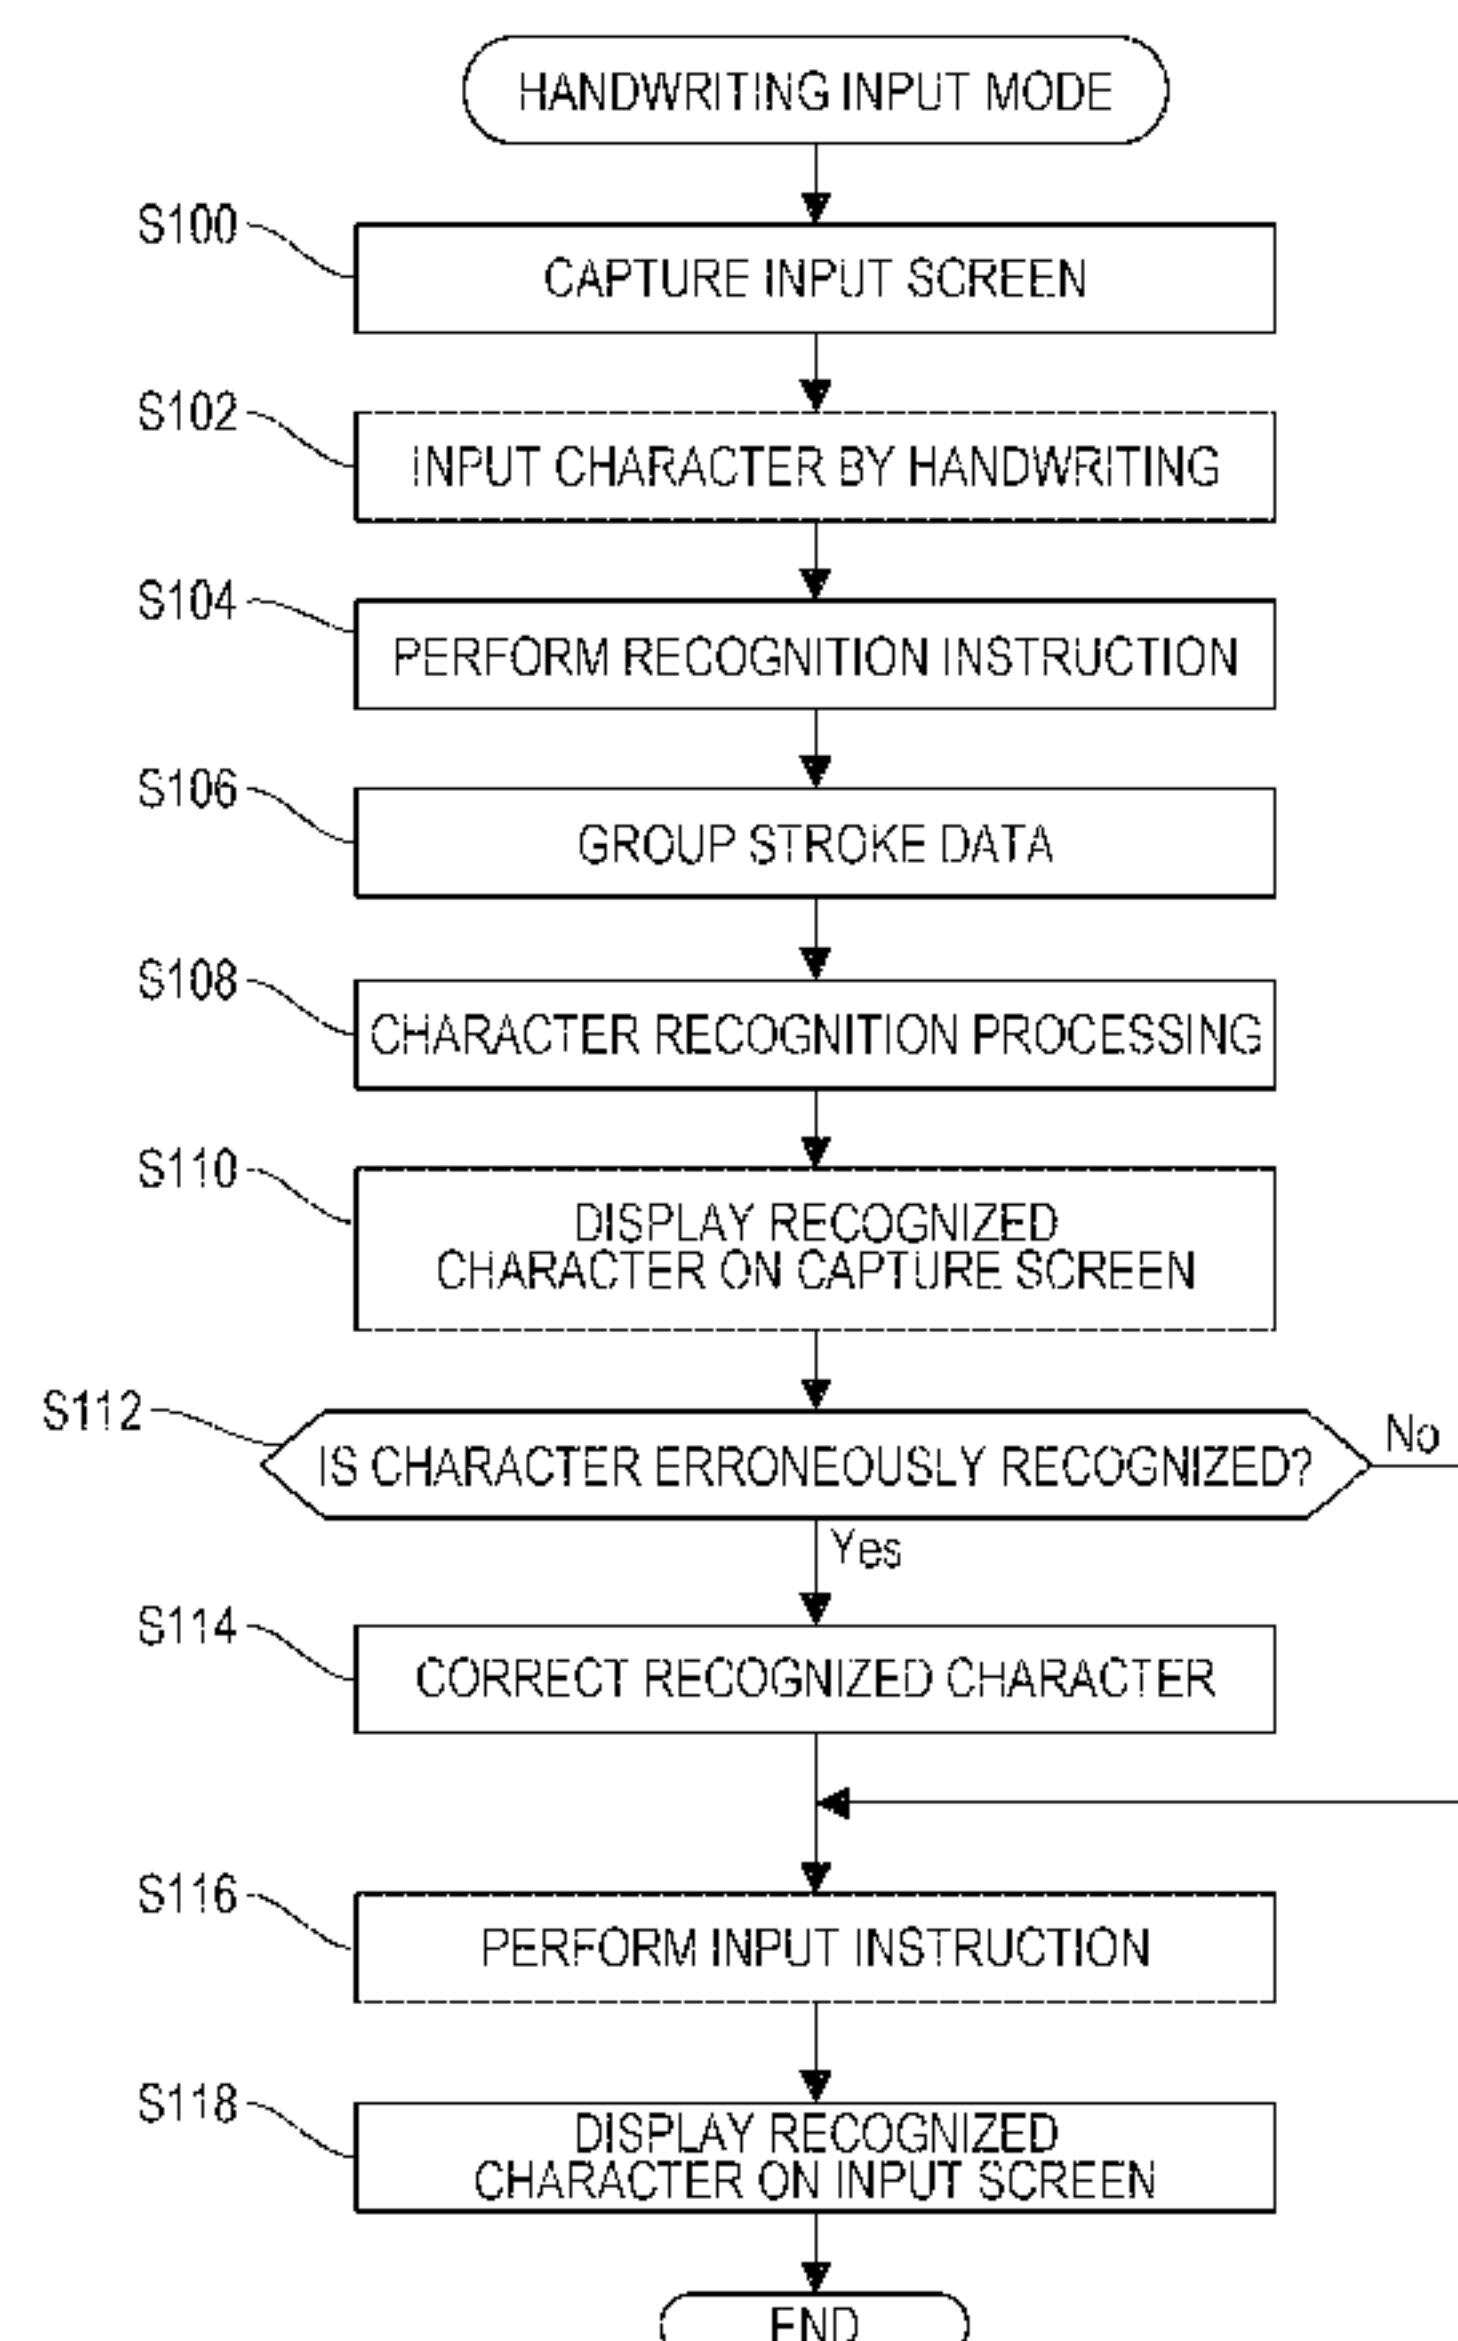 HANDWRITING INPUT MODE
S100
CAPTURE INPUT SCREEN
S102
INPUT CHARACTER BY HANDWRITING
S104
PERFORM RECOGNITION INSTRUCTION
S106
GROUP STROKE DATA
S108
CHARACTER RECOGNITION PROCESSING
S110
DISPLAY RECOGNIZED
CHARACTER ON CAPTURE SCREEN
S112
IS CHARACTER ERRONEOUSLY RECOGNIZED?
No
Yes
S114
CORRECT RECOGNIZED CHARACTER
S116
PERFORM INPUT INSTRUCTION
S118
DISPLAY RECOGNIZED
CHARACTER ON INPUT SCREEN
END